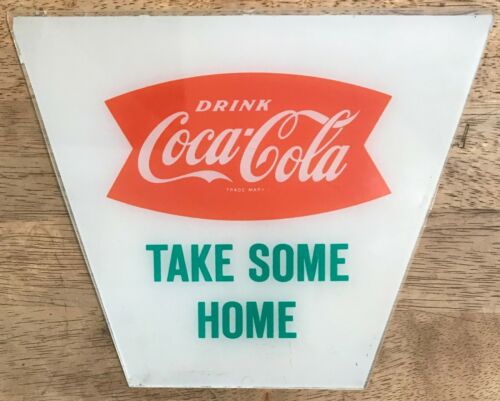 DRINK
Coca-Cola
TRADE MARK
TAKE SOME
HOME